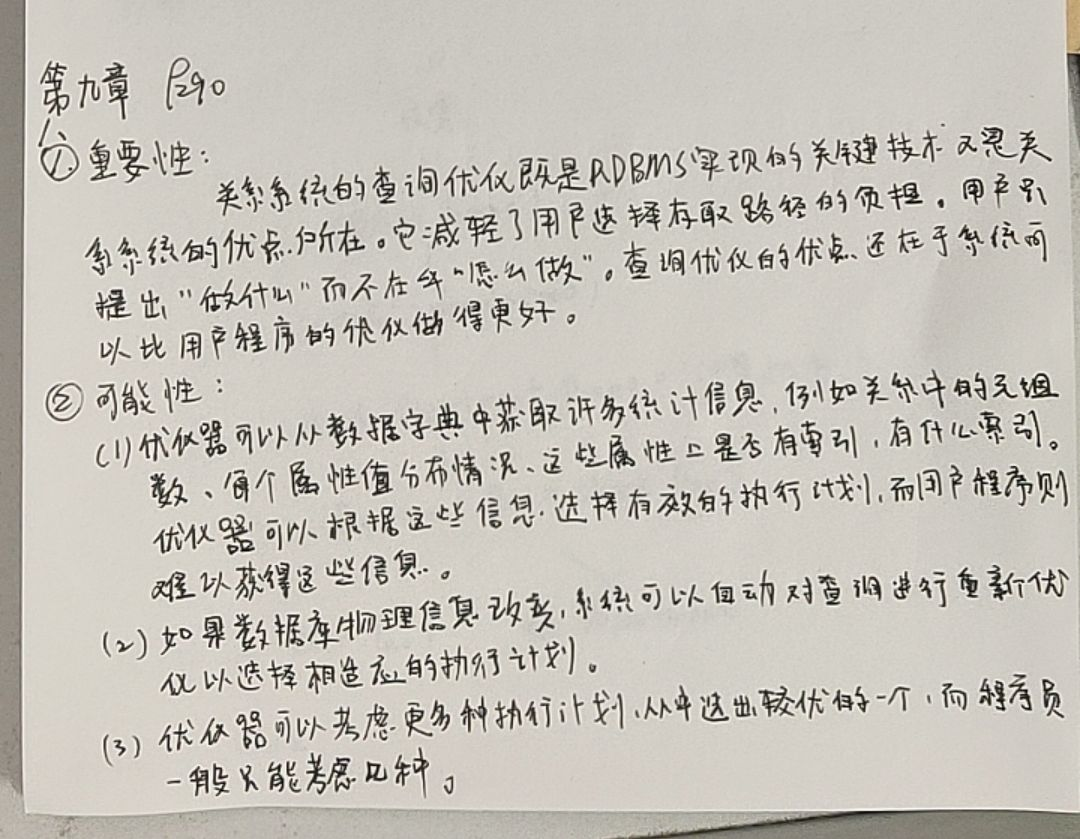 第九章 P290
1、
① 重要性：
关系系统的查询优化既是RDBMS实现的关键技术又是关
系系统的优点所在。它减轻了用户选择存取路径的负担。用户只
提出"做什么"而不在乎"怎么做"。查询优化的优点还在于系统可
以比用户程序的优化做得更好。
② 可能性：
(1) 优化器可以从数据字典中获取许多统计信息，例如关系中的元组
数、每个属性值分布情况、这些属性上是否有索引，有什么索引。
优化器可以根据这些信息选择有效的执行计划，而用户程序则
难以获得这些信息。
(2) 如果数据库物理信息改变，系统可以自动对查询进行重新优
化以选择相适应的执行计划。
(3) 优化器可以考虑更多种执行计划，从中选出较优的一个，而程序员
一般只能考虑几种。